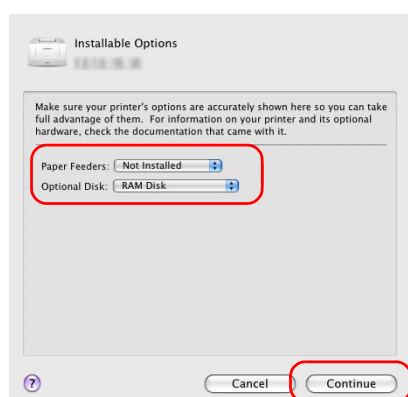 Installable Options
Make sure your printer's options are accurately shown here so you can take
full advantage of them. For information on your printer and its optional
hardware, check the documentation that came with it.
Paper Feeders: Not Installed
Optional Disk: RAM Disk
? Cancel Continue